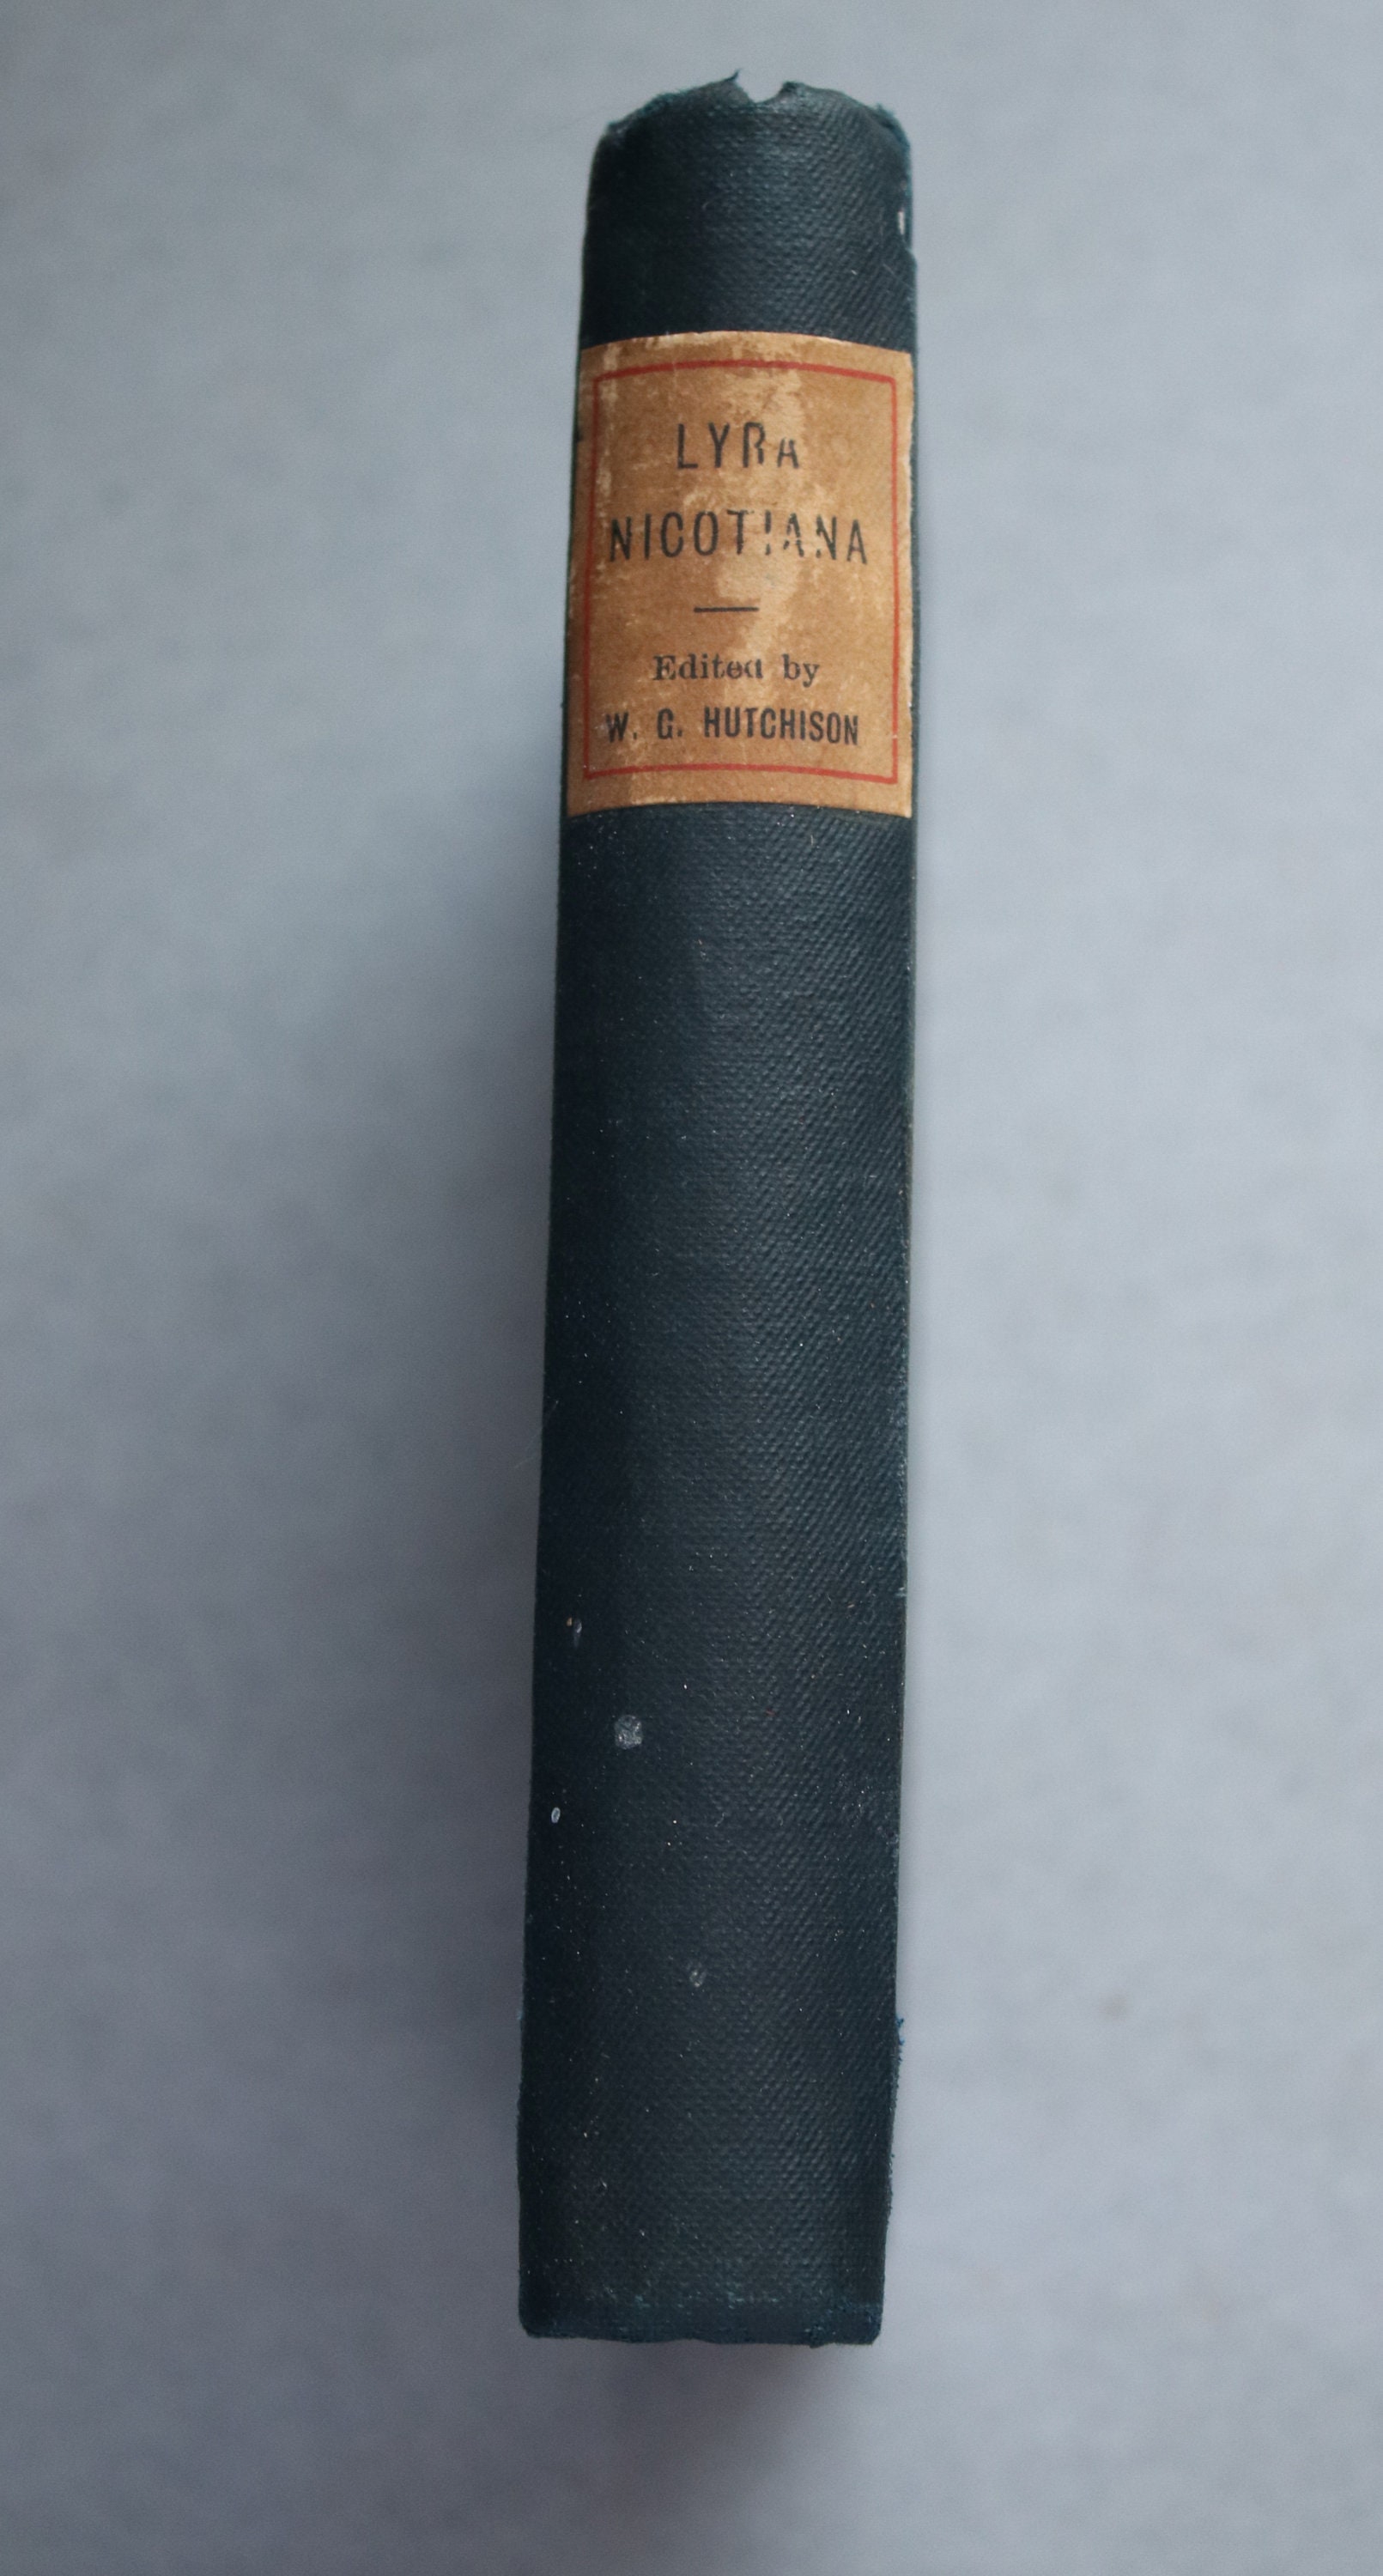 LYRA
NICOTIANA
Edited by
W. G. HUTCHISON